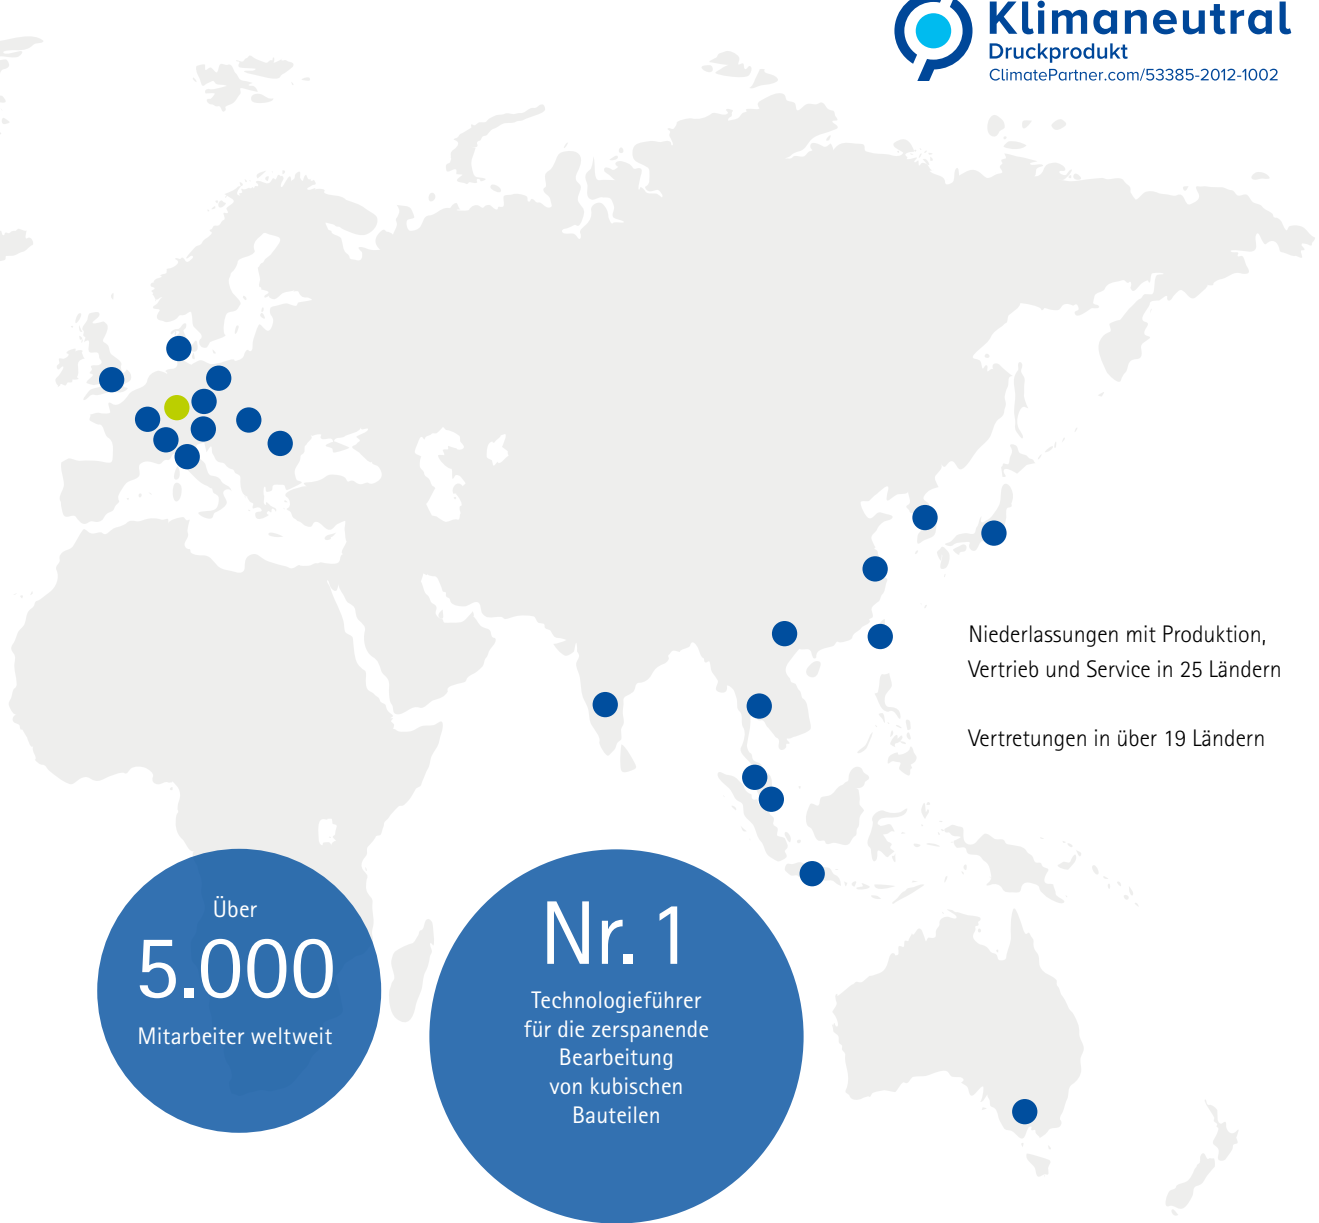 Klimaneutral
Druckprodukt
ClimatePartner.com/53385-2012-1002
Niederlassungen mit Produktion,
Vertrieb und Service in 25 Ländern
Vertretungen in über 19 Ländern
Über
5.000
Mitarbeiter weltweit
Nr. 1
Technologieführer
für die zerspanende
Bearbeitung
von kubischen
Bauteilen